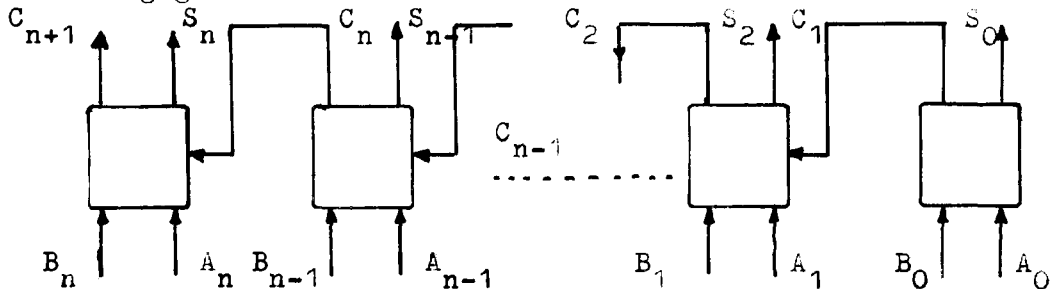 C_{n+1} S_n C_n S_{n-1} C_2 S_2 C_1 S_0
C_{n-1}
B_n A_n B_{n-1} A_{n-1} B_1 A_1 B_0 A_0